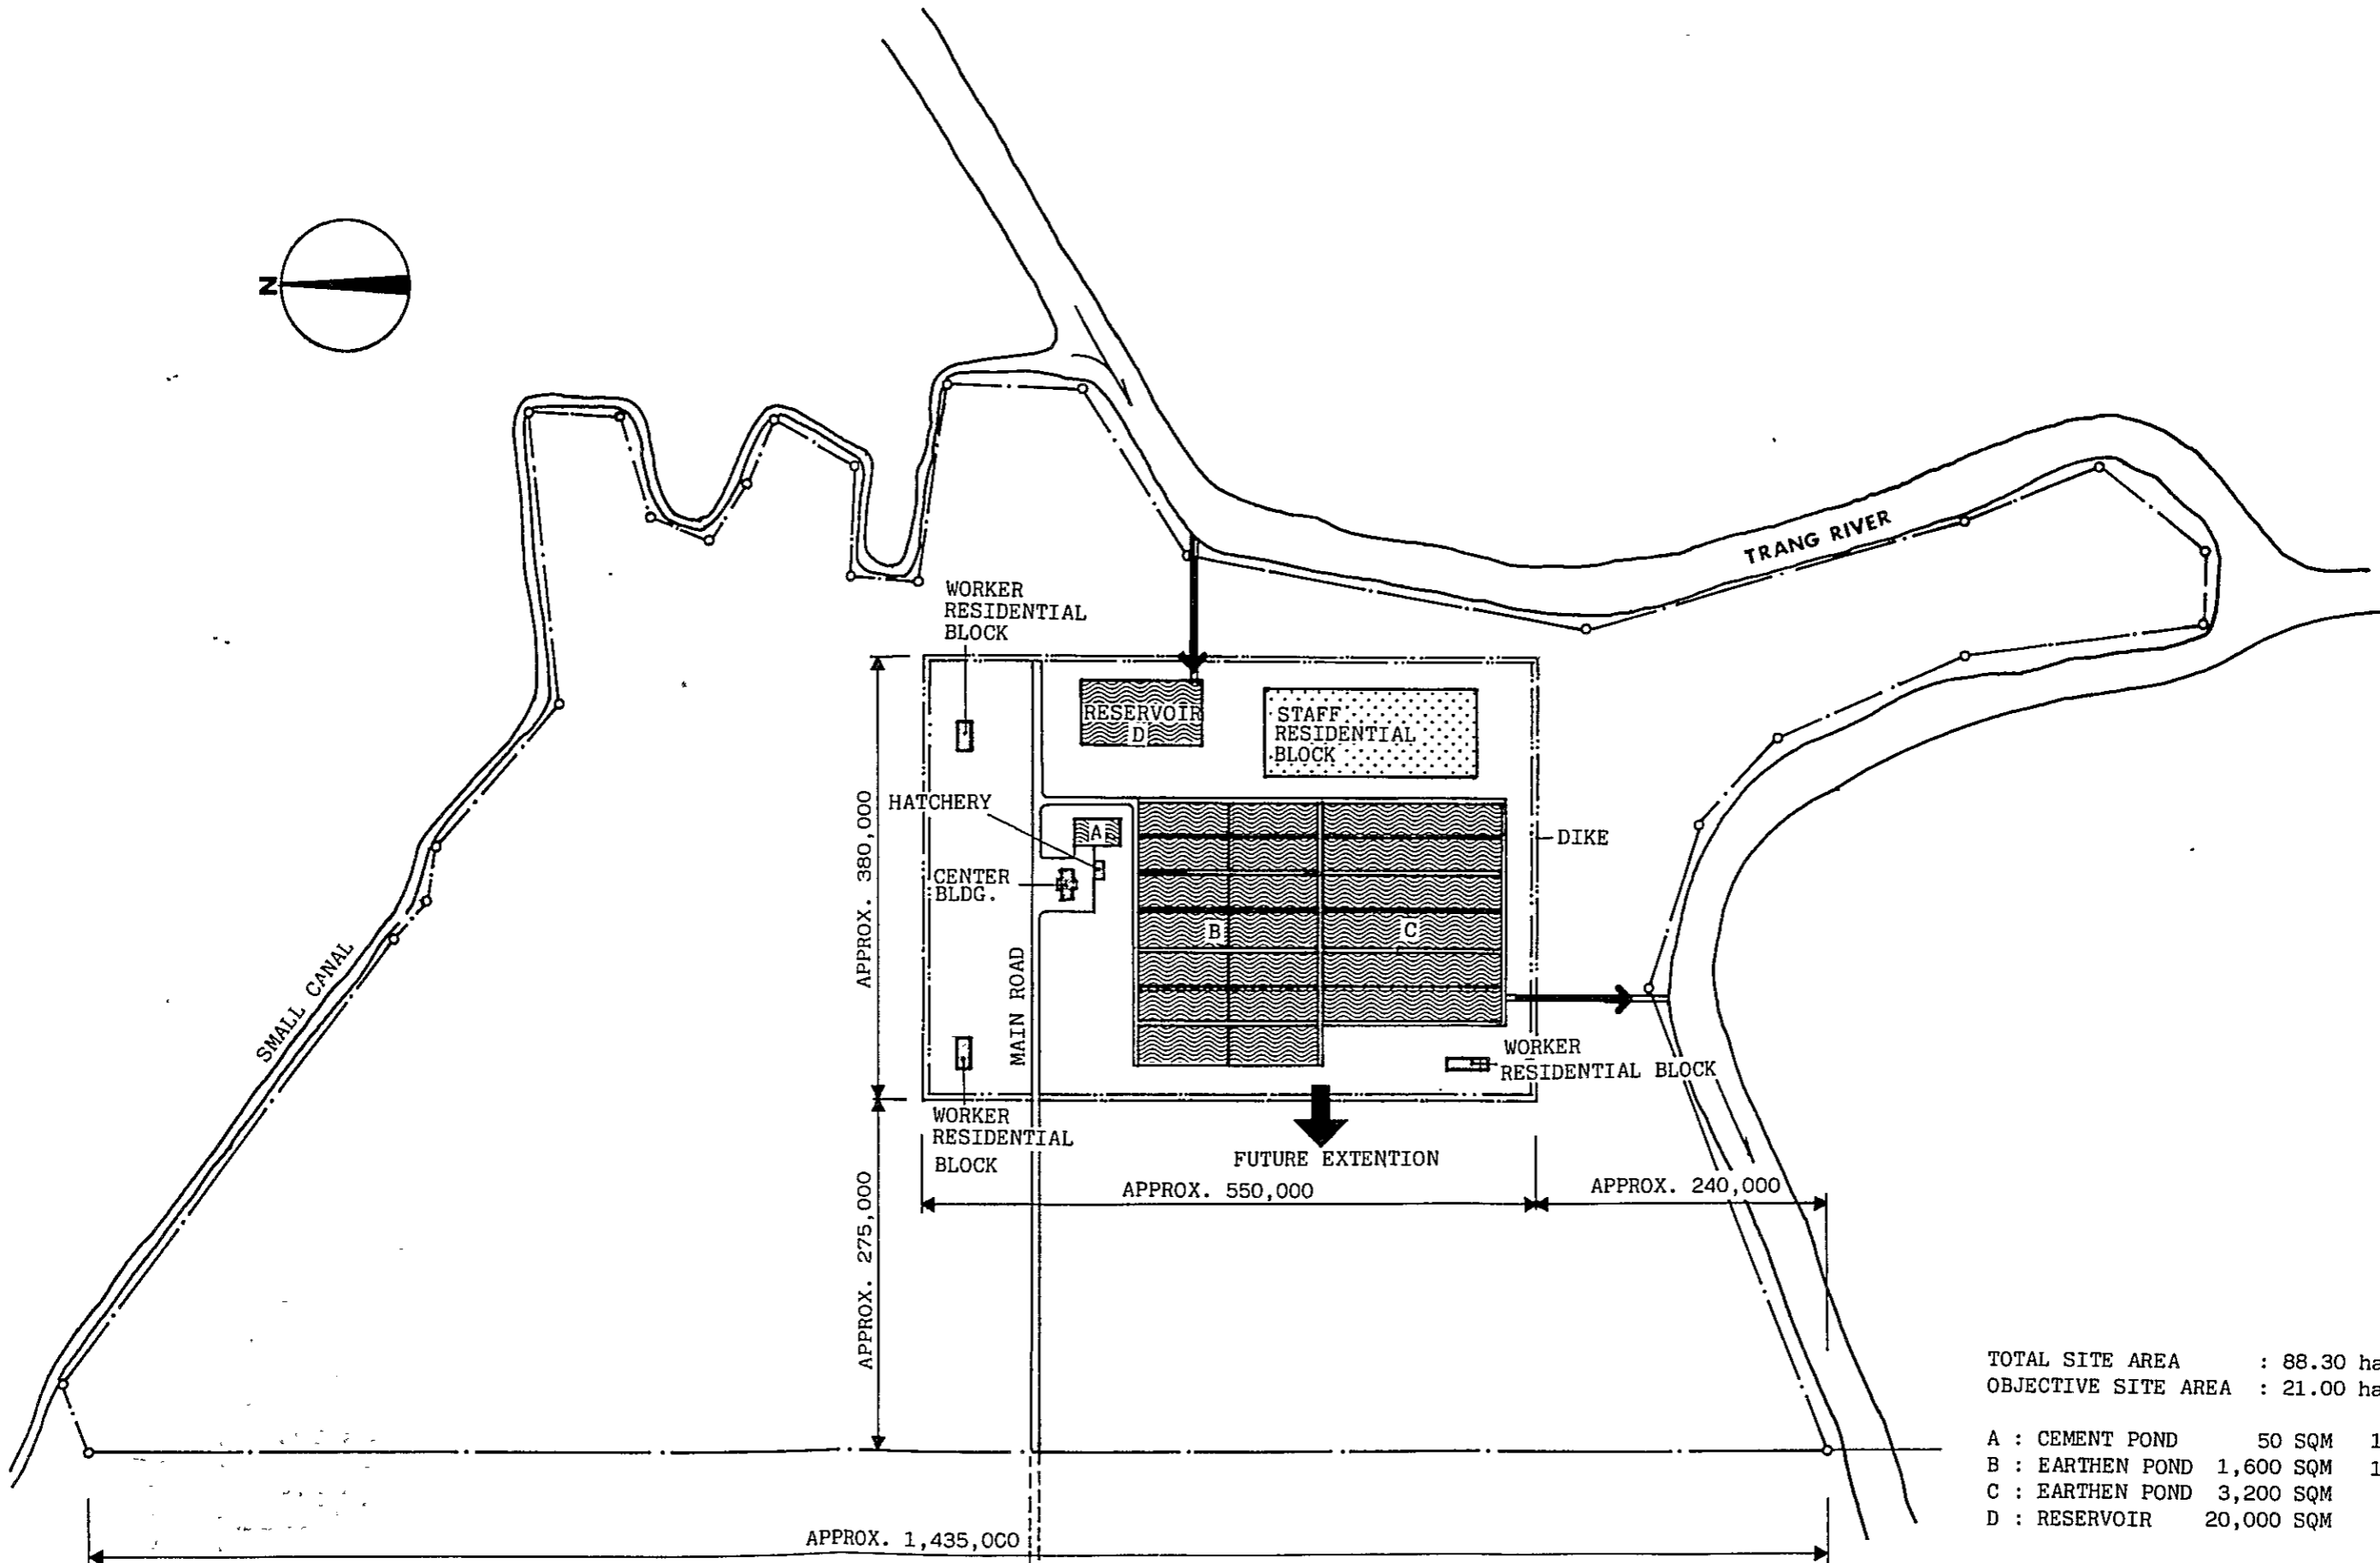 N
TRANG RIVER
WORKER
RESIDENTIAL
BLOCK
RESERVOIR
D
STAFF
RESIDENTIAL
BLOCK
HATCHERY
A
DIKE
CENTER
BLDG.
B
C
APPROX. 380,000
MAIN ROAD
SMALL CANAL
WORKER
RESIDENTIAL BLOCK
WORKER
RESIDENTIAL
BLOCK
FUTURE EXTENTION
APPROX. 550,000
APPROX. 240,000
APPROX. 275,000
TOTAL SITE AREA : 88.30 ha
OBJECTIVE SITE AREA : 21.00 ha
A : CEMENT POND 50 SQM 1
B : EARTHEN POND 1,600 SQM 1
C : EARTHEN POND 3,200 SQM
D : RESERVOIR 20,000 SQM
APPROX. 1,435,000